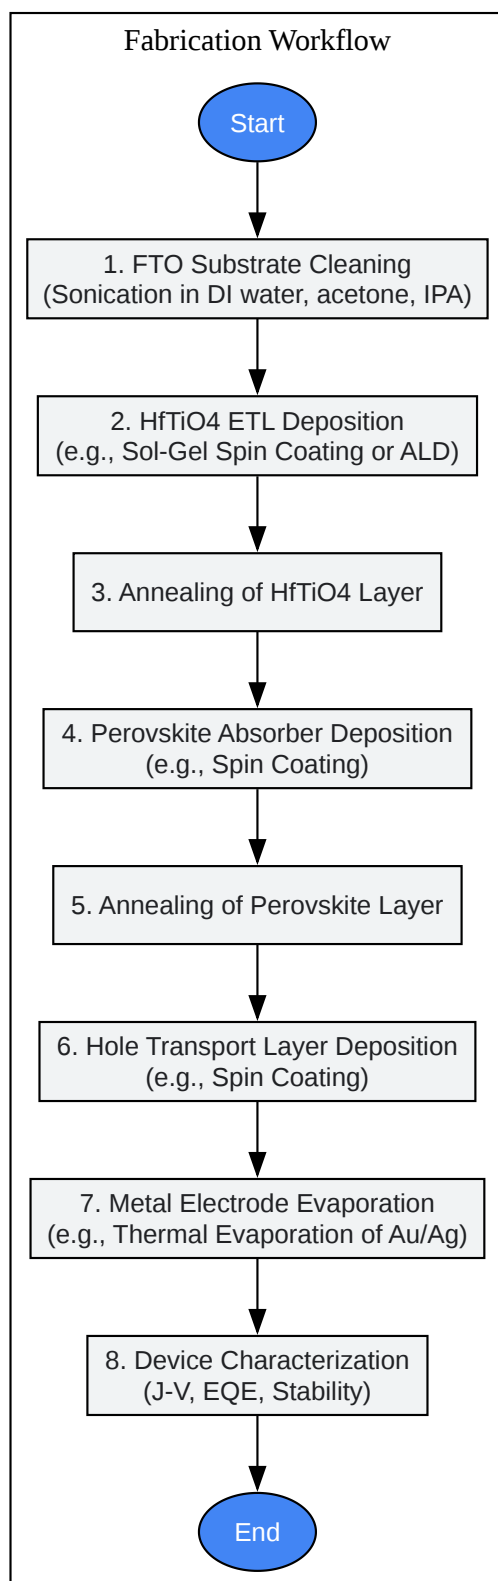 Fabrication Workflow
Start
1. FTO Substrate Cleaning
(Sonication in DI water, acetone, IPA)
2. HfTiO4 ETL Deposition
(e.g., Sol-Gel Spin Coating or ALD)
3. Annealing of HfTiO4 Layer
4. Perovskite Absorber Deposition
(e.g., Spin Coating)
5. Annealing of Perovskite Layer
6. Hole Transport Layer Deposition
(e.g., Spin Coating)
7. Metal Electrode Evaporation
(e.g., Thermal Evaporation of Au/Ag)
8. Device Characterization
(J-V, EQE, Stability)
End